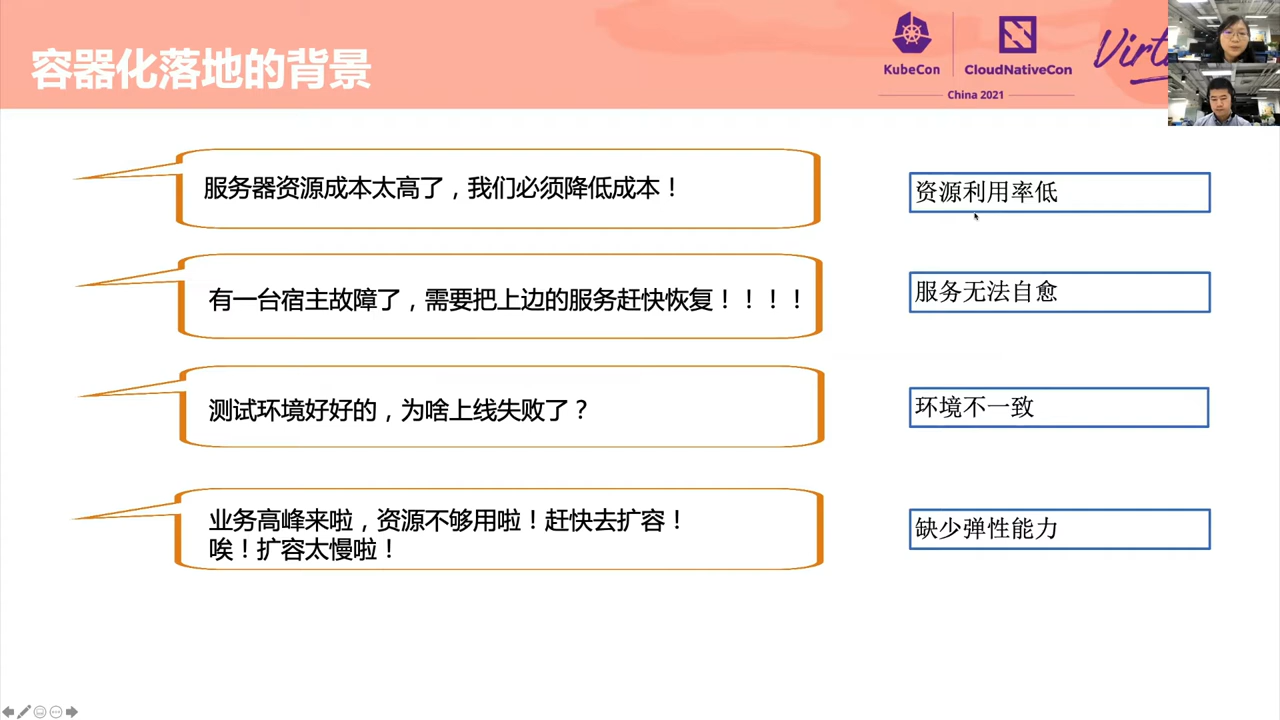 容器化落地的背景
KubeCon
CloudNativeCon
China 2021
服务器资源成本太高了，我们必须降低成本！
资源利用率低
有一台宿主故障了，需要把上边的服务赶快恢复！！！！
服务无法自愈
测试环境好好的，为啥上线失败了？
环境不一致
业务高峰来啦，资源不够用啦！赶快去扩容！
唉！扩容太慢啦！
缺少弹性能力